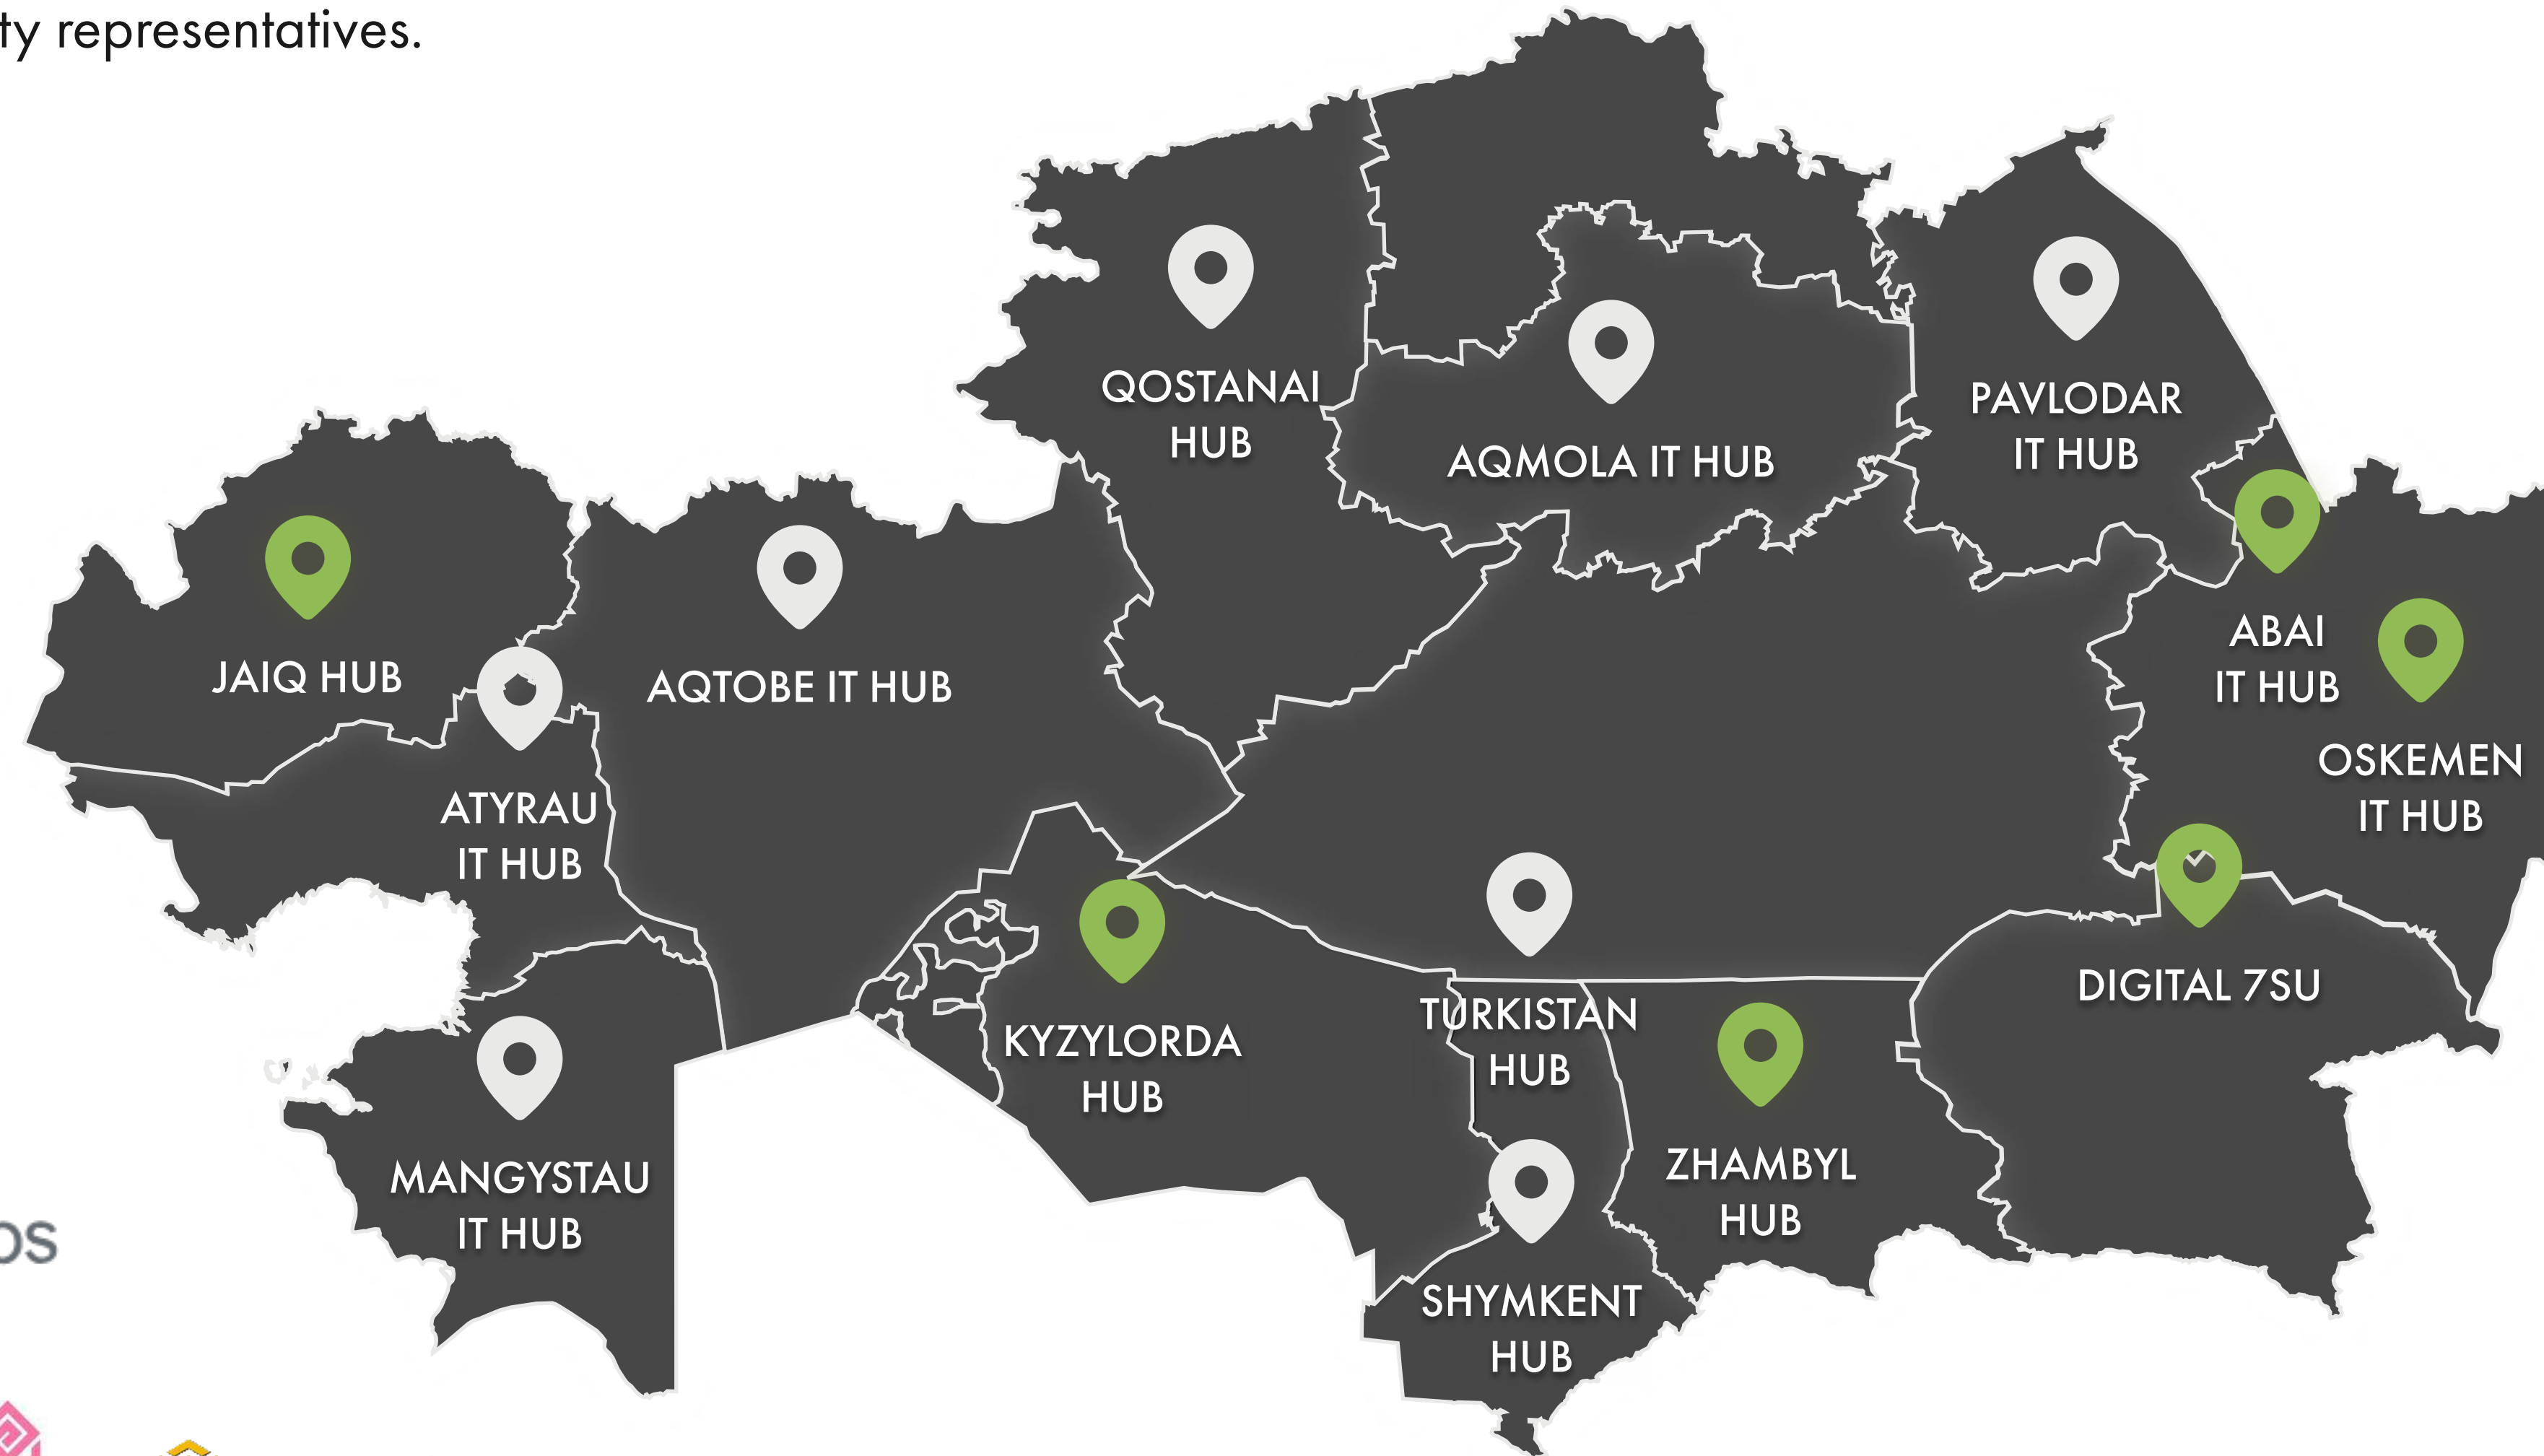 ty representatives.
QOSTANAI
HUB
AQMOLA IT HUB
PAVLODAR
IT HUB
JAIQ HUB
AQTOBE IT HUB
ABAI
IT HUB
ATYRAU
IT HUB
OSKEMEN
IT HUB
KYZYLORDA
HUB
TURKISTAN
HUB
DIGITAL 7SU
MANGYSTAU
IT HUB
ZHAMBYL
HUB
SHYMKENT
HUB
os